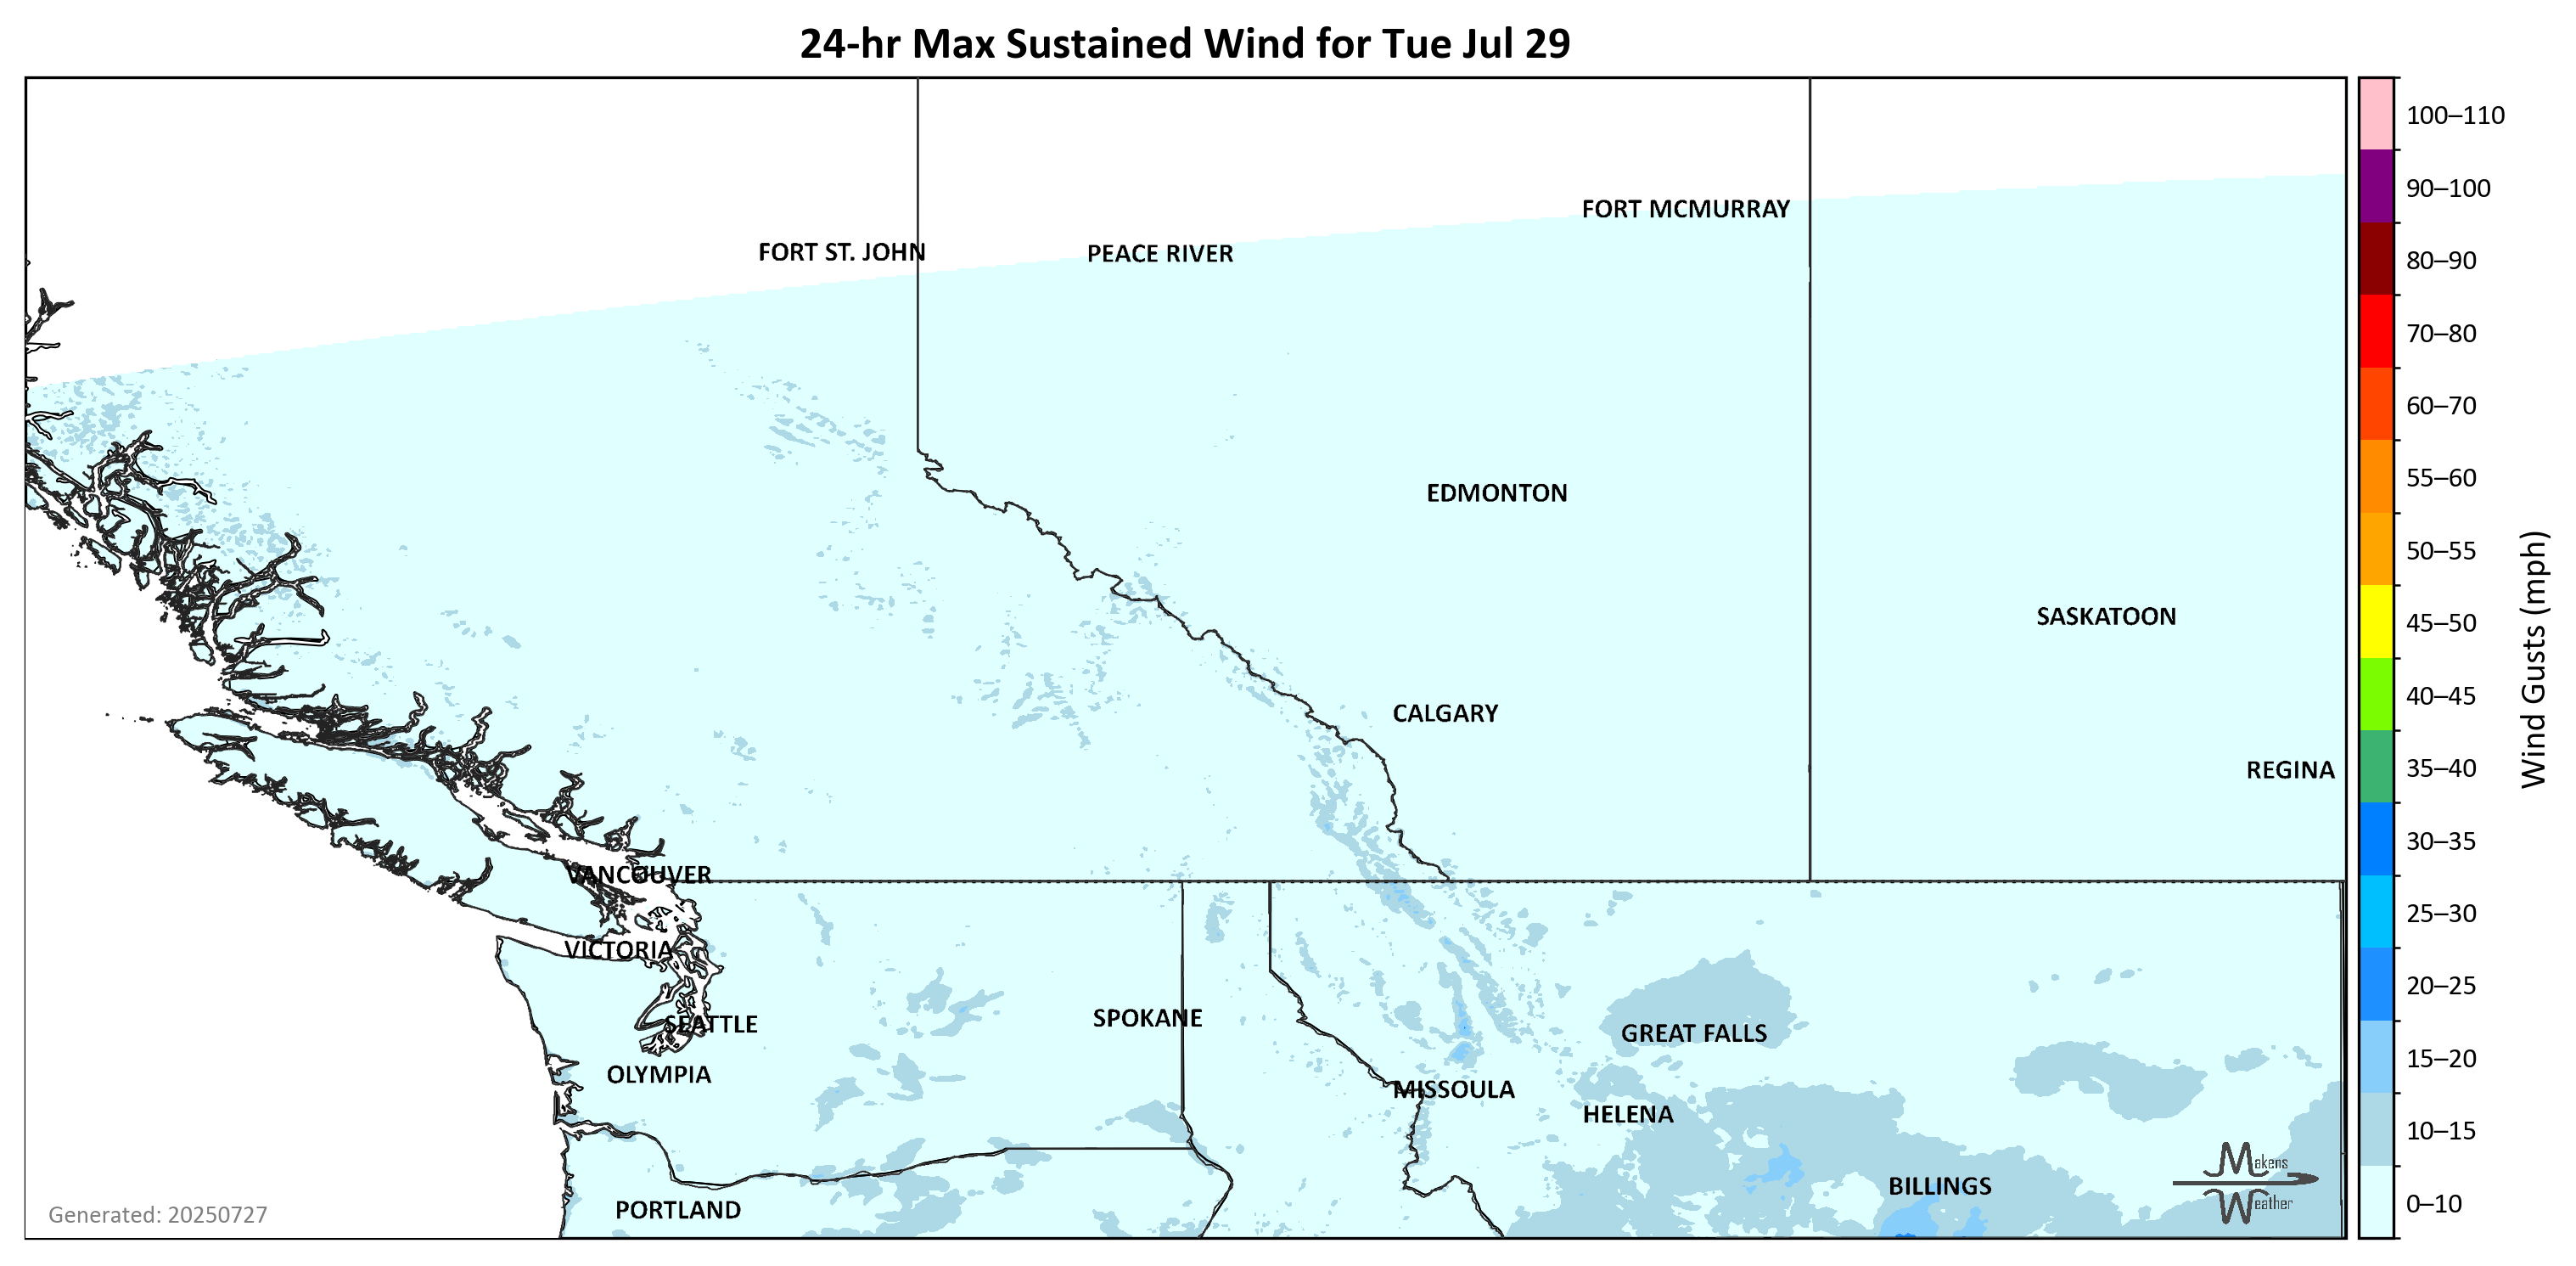 24-hr Max Sustained Wind for Tue Jul 29
100–110
90–100
80–90
70–80
60–70
55–60
50–55
45–50
40–45
35–40
30–35
25–30
20–25
15–20
10–15
0–10
Wind Gusts (mph)
FORT MCMURRAY
FORT ST. JOHN
PEACE RIVER
EDMONTON
SASKATOON
CALGARY
REGINA
VANCOUVER
VICTORIA
SEATTLE
SPOKANE
GREAT FALLS
OLYMPIA
MISSOULA
HELENA
BILLINGS
PORTLAND
Makens
Weather
Generated: 20250727